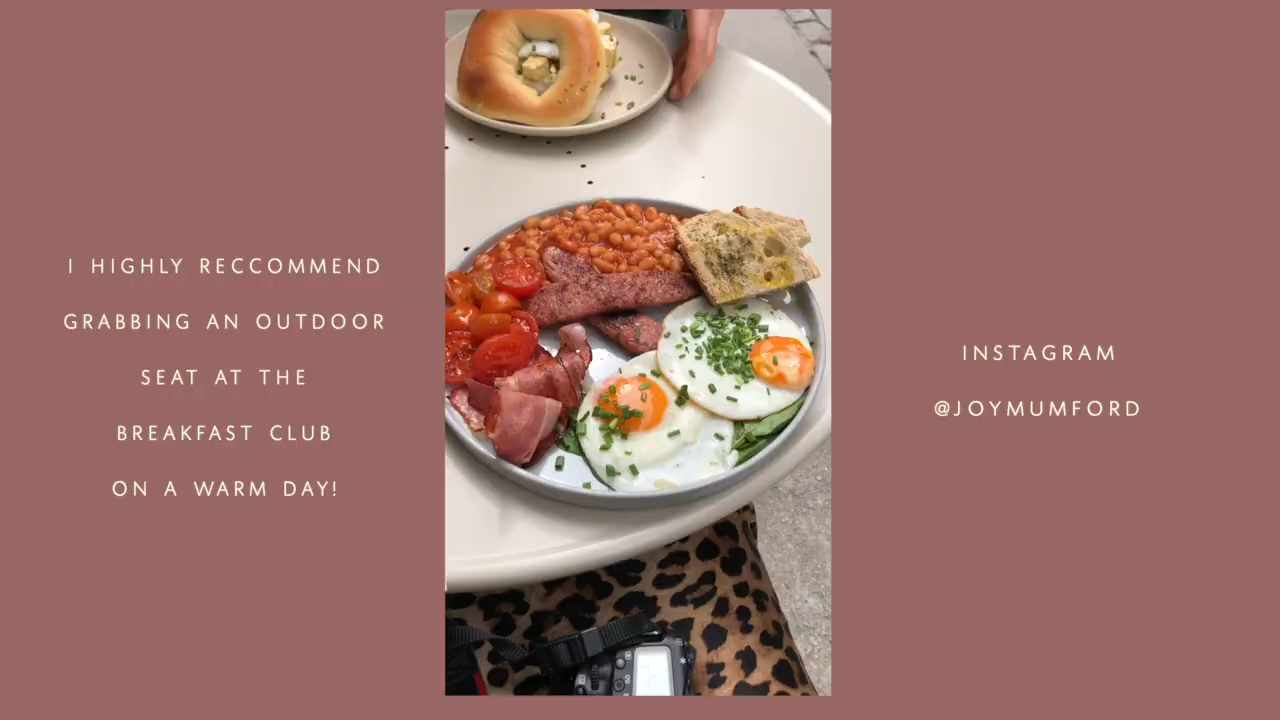 I HIGHLY RECCOMMEND
GRABBING AN OUTDOOR
SEAT AT THE
BREAKFAST CLUB
ON A WARM DAY!
INSTAGRAM
@JOYMUMFORD